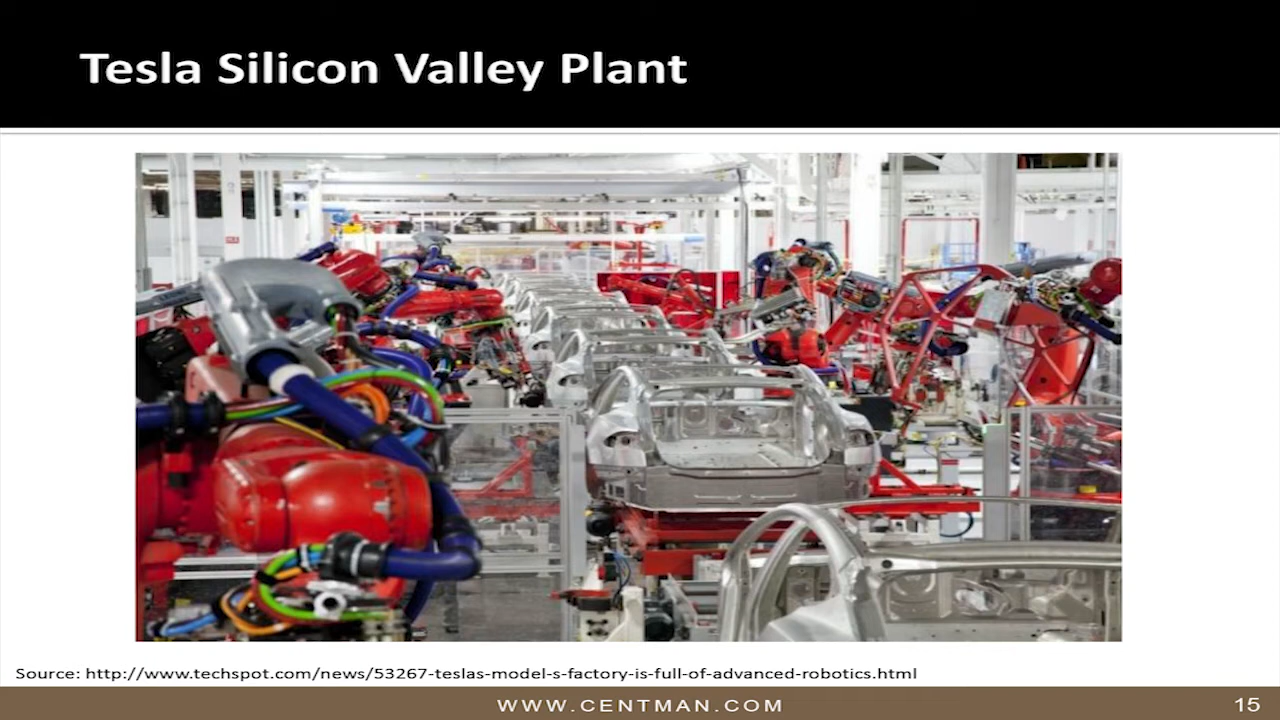 Tesla Silicon Valley Plant
Source: http://www.techspot.com/news/53267-teslas-model-s-factory-is-full-of-advanced-robotics.html
WWW.CENTMAN.COM
15